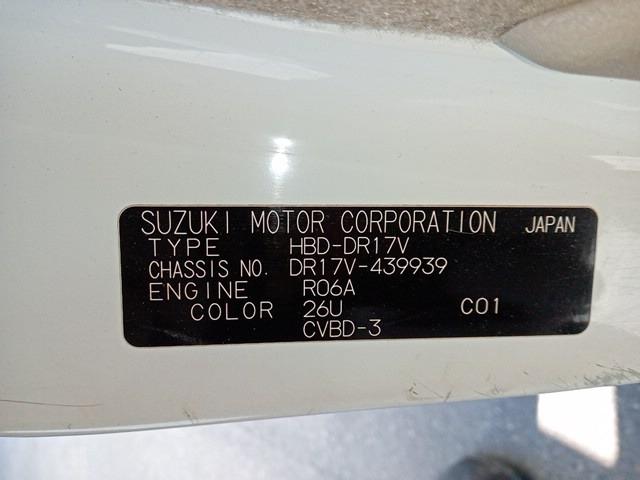 SUZUKI MOTOR CORPORATION JAPAN
TYPE HBD-DR17V
CHASSIS NO. DR17V-439939
ENGINE R06A
COLOR 26U C01
CVBD-3